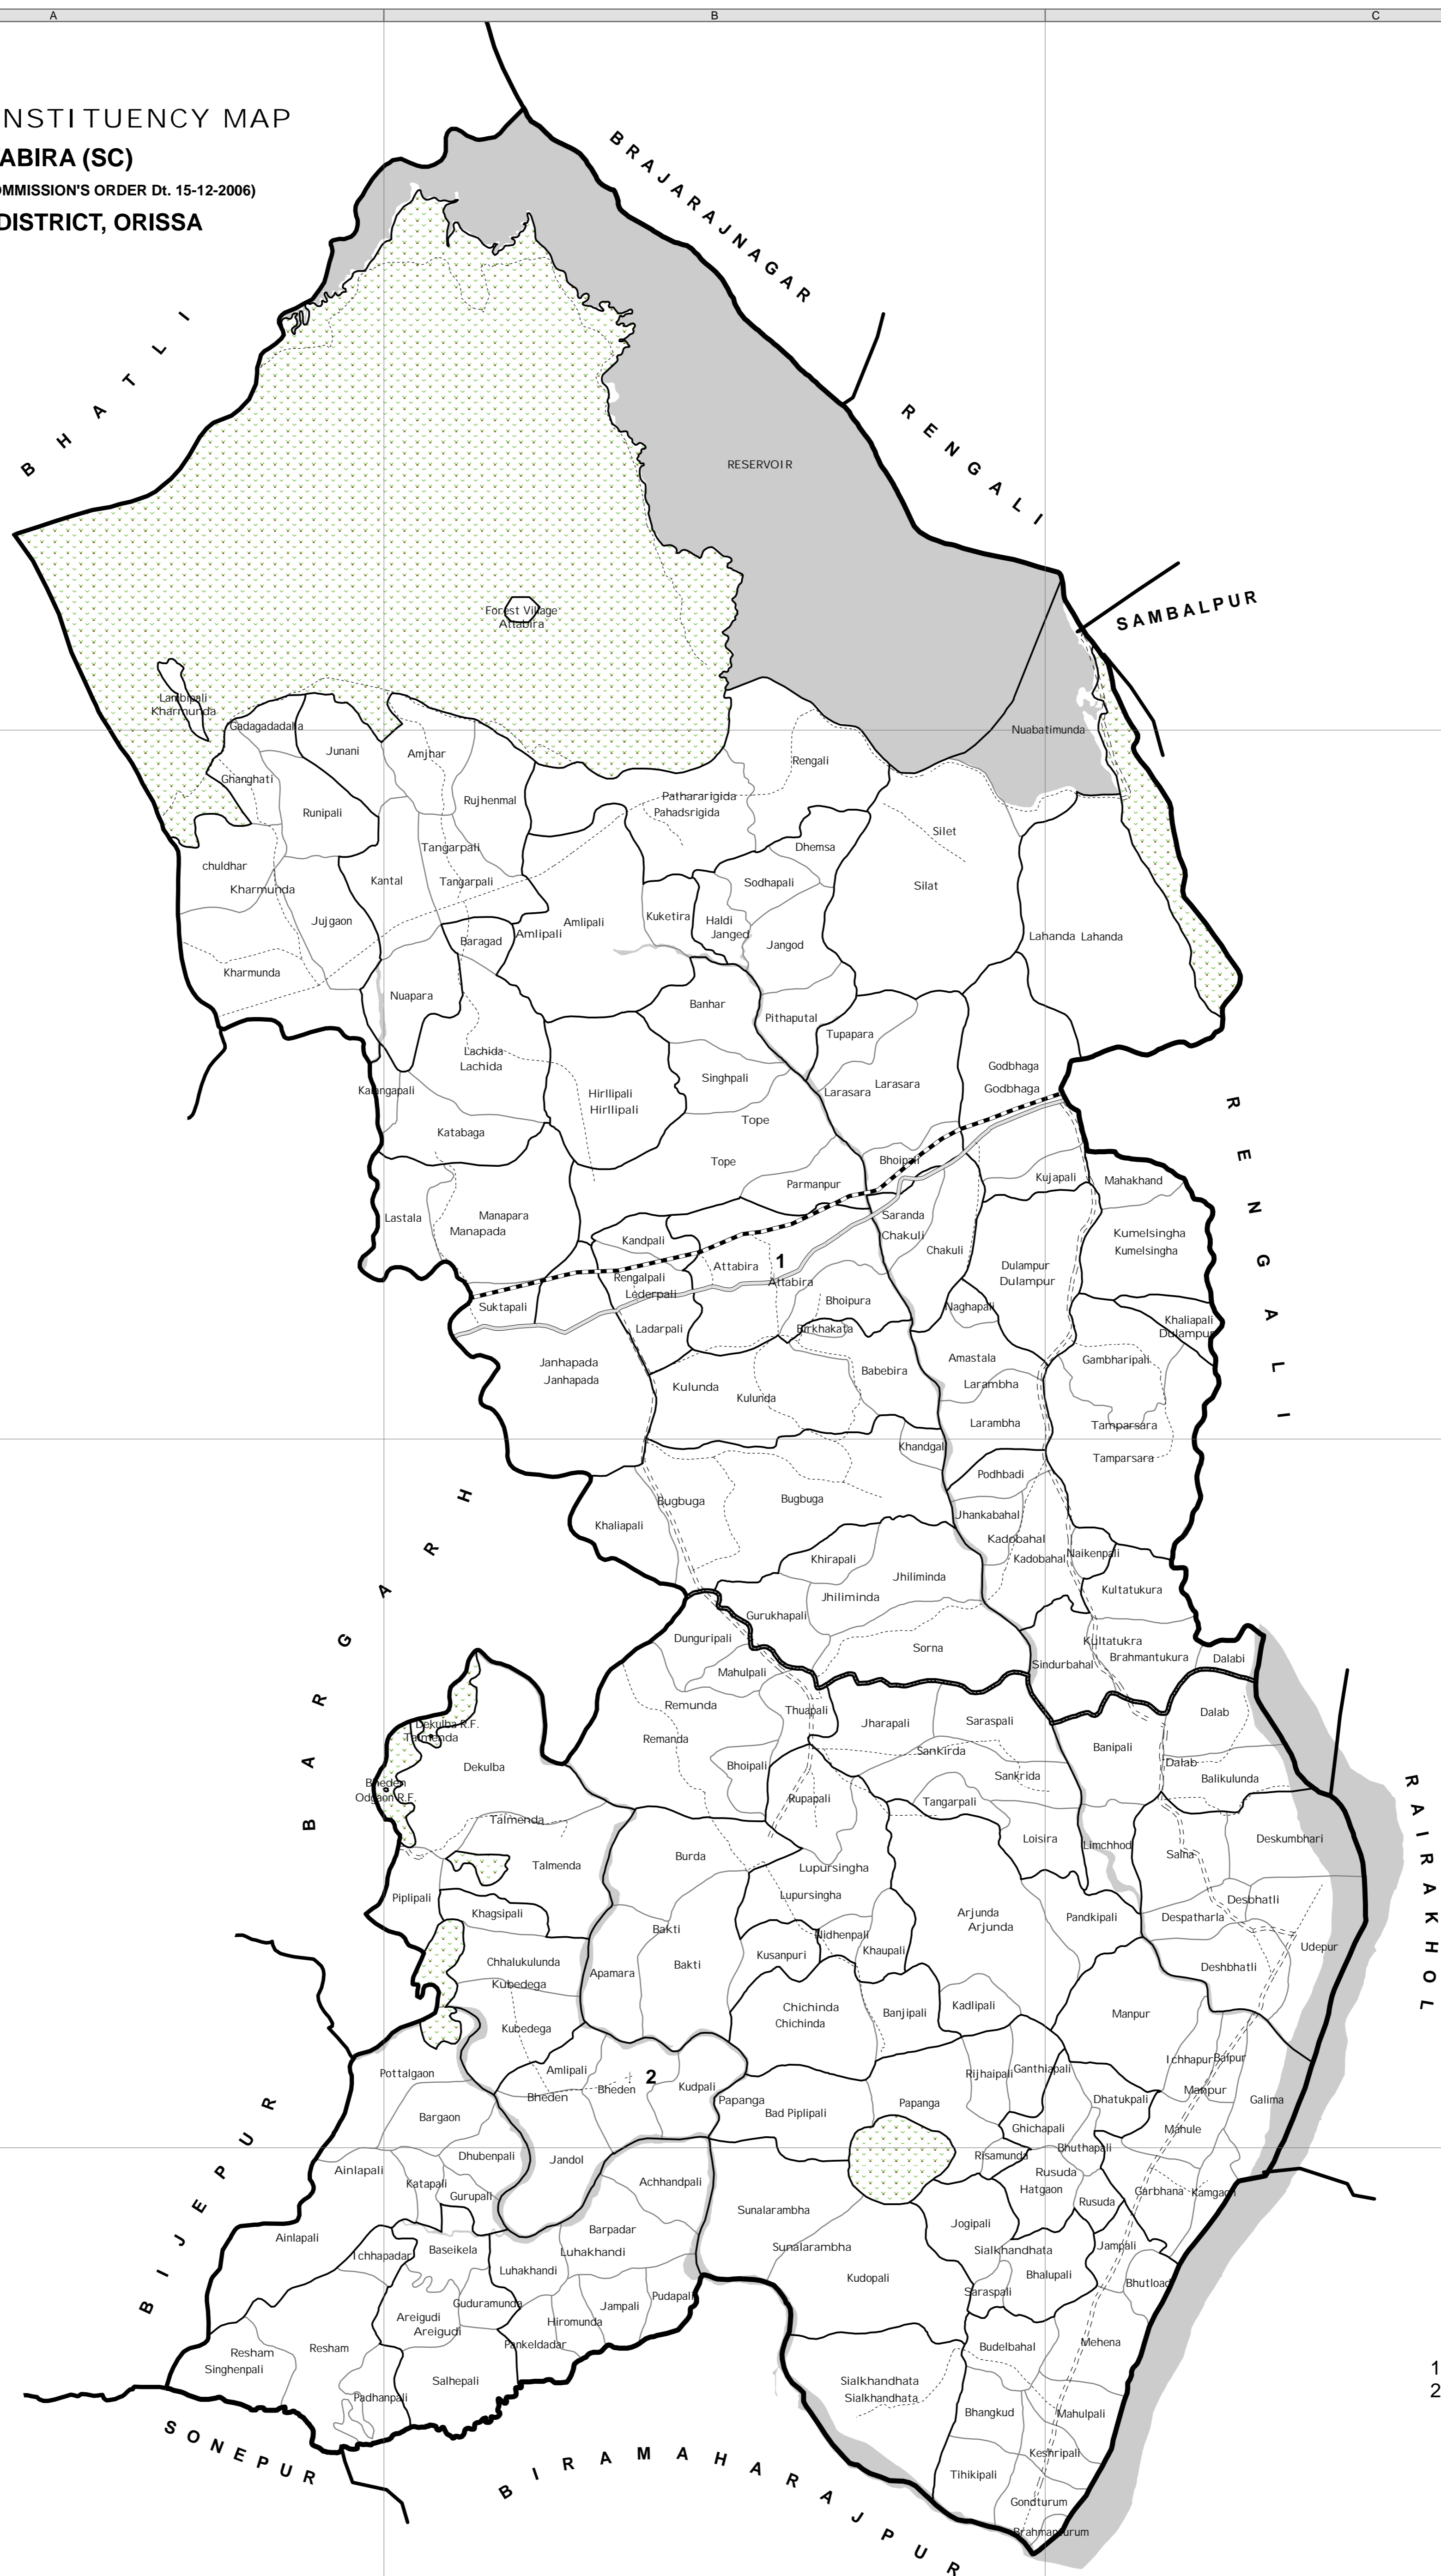 A
B
C
NSTITUENCY MAP
ABIRA (SC)
OMMISSION'S ORDER Dt. 15-12-2006)
DISTRICT, ORISSA
BRAJARAJNAGAR
BHATLI
RENGALI
RESERVOIR
SAMBALPUR
Forest Village
Attabira
Lambipali
Kharmunda
Gadagadadalha
Junani
Amjhar
Nuabatimunda
Rengali
Ghanghati
Rujhenmal
Pathararigida
Pahadsrigida
Runipali
Silet
Tangarpali
Dhemsa
chuldhar
Kharmunda
Kantal
Tangarpali
Sodhapali
Silat
Jujgaon
Amlipali
Kuketira
Haldi
Janged
Baragad
Amlipali
Jangod
Lahanda
Lahanda
Kharmunda
Nuapara
Banhar
Pithaputal
Tupapara
Lachida
Lachida
Godbhaga
Singhpali
Larasara
Larasara
Godbhaga
Kalangapali
Hirllipali
Hirllipali
RENGALI
Katabaga
Tope
Tope
Bhoipali
Parmanpur
Kujapali
Mahakhand
Lastala
Manapara
Manapada
Saranda
Chakuli
Chakuli
Kumelsingha
Kumelsingha
Kandpali
Attabira
1
Attabira
Dulampur
Dulampur
Rengalpali
Lederpali
Suktapali
Bhoipura
Naghapali
Ladarpali
Birkhakata
Khaliapali
Dulampur
Janhapada
Janhapada
Babebira
Amastala
Larambha
Gambharipali
Kulunda
Kulunda
Larambha
Tamparsara
Tamparsara
Khandgal
Podhbadi
Bugbuga
Bugbuga
Jhankabahal
Khaliapali
Kadobahal
Kadobahal
Naikenpali
Khirapali
Jhiliminda
Jhiliminda
Kultatukura
BARGARH
Gurukhapali
Dunguripali
Sorna
Kultatukra
Brahmantukura
Dalabi
Sindurbahal
Mahulpali
Remunda
Thuapali
Jharapali
Saraspali
Dalab
Dekulba R.F.
Talmenda
Remanda
Sankirda
Banipali
Dalab
Dekulba
Bhoipali
Sankrida
Balikulunda
Bheden
Odgaon R.F.
Rupapali
Tangarpali
Talmenda
Loisira
Limchhod
Deskumbhari
Salha
Talmenda
Burda
Lupursingha
Lupursingha
Piplipali
Khagsipali
Arjunda
Arjunda
Pandkipali
Desbhatli
Despatharla
RAIRAKHOL
Bakti
Nidhenpali
Khaupali
Udepur
Chhalukulunda
Kubedega
Apamara
Bakti
Kusanpuri
Deshbhatli
Kubedega
Chichinda
Chichinda
Banjipali
Kadlipali
Manpur
Pottalgaon
Amlipali
Bheden
Bheden
2
Kudpali
Rijhaipali
Ganthiapali
Ichhapur
Baipur
Manpur
Galima
Papanga
Bad Piplipali
Papanga
Dhatukpali
Bargaon
Ghichapali
Mahule
Dhubenpali
Jandol
Risamunda
Bhuthapali
Rusuda
Hatgaon
Ainlapali
Katapali
Gurupali
Achhandpali
Garbhana
Kamgaon
BIJEPUR
Sunalarambha
Rusuda
Jogipali
Ainlapali
Barpadar
Luhakhandi
Sunalarambha
Sialkhandhata
Jampali
Ichhapadar
Baseikela
Luhakhandi
Kudopali
Bhalupali
Bhutload
Saraspali
Guduramunda
Pudapali
Jampali
Areigudi
Areigudi
Hiromunda
Pankeldadar
Budelbahal
Mehena
Resham
Singhenpali
Resham
Salhepali
Padhanpali
Sialkhandhata
Sialkhandhata
1
2
Bhangkud
Mahulpali
SONEPUR
Keshripali
BIRAMAHARAJPUR
Tihikipali
Gondturum
Brahmanturum